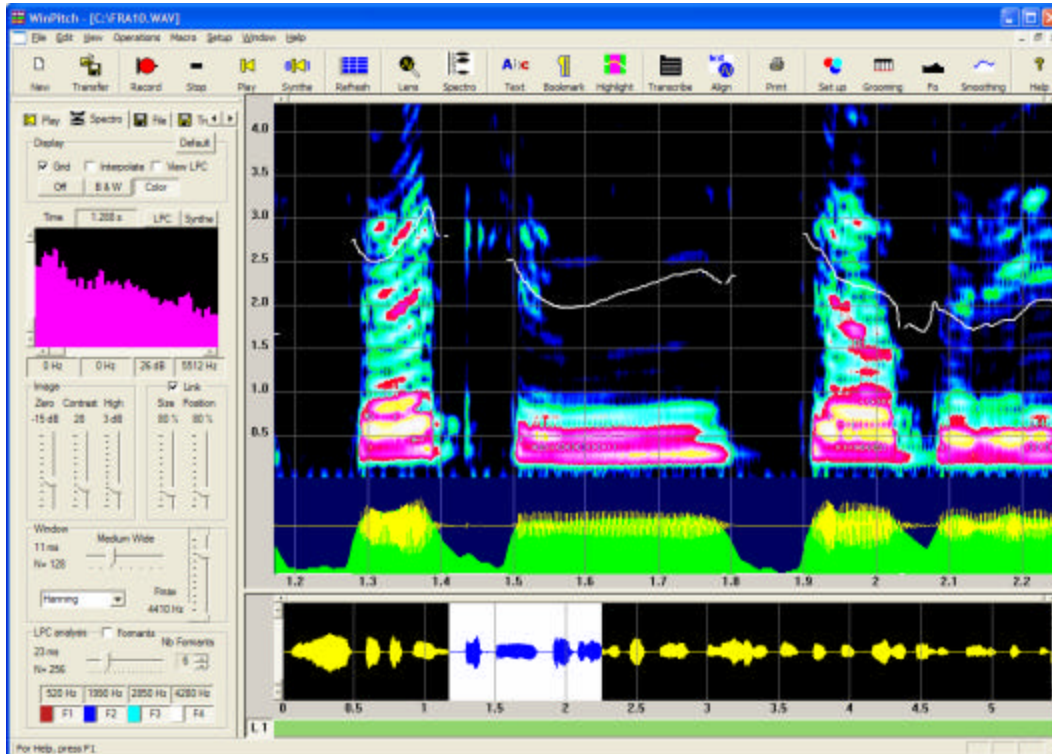 WinPitch - [C:\FRA10.WAV]
File Edit View Operations Macro Setup Window Help
New Transfer Record Stop Play Synthe Refresh Lens Spectro Text Bookmark Highlight Transcribe Align Print Set up Grooming Fo Smoothing Help
Play Spectro File
Display Default
Grid Interpolate View LPC
Off B & W Color
Time 1.288 s LPC Synthe
0 Hz 0 Hz 26 dB 5512 Hz
Image Link
Zero Contrast High Size Position
-15 dB 28 3 dB 80 % 80 %
Window
Medium Wide
11 ms
N= 128
Hanning
Fmax
4410 Hz
LPC analysis Formants Nb Formants
23 ms
N= 256 6
520 Hz 1990 Hz 2850 Hz 4280 Hz
F1 F2 F3 F4
4.0
3.5
3.0
2.5
2.0
1.5
1.0
0.5
1.2 1.3 1.4 1.5 1.6 1.7 1.8 1.9 2 2.1 2.2
0 0.5 1 1.5 2 2.5 3 3.5 4 4.5 5
L 1
For Help, press F1